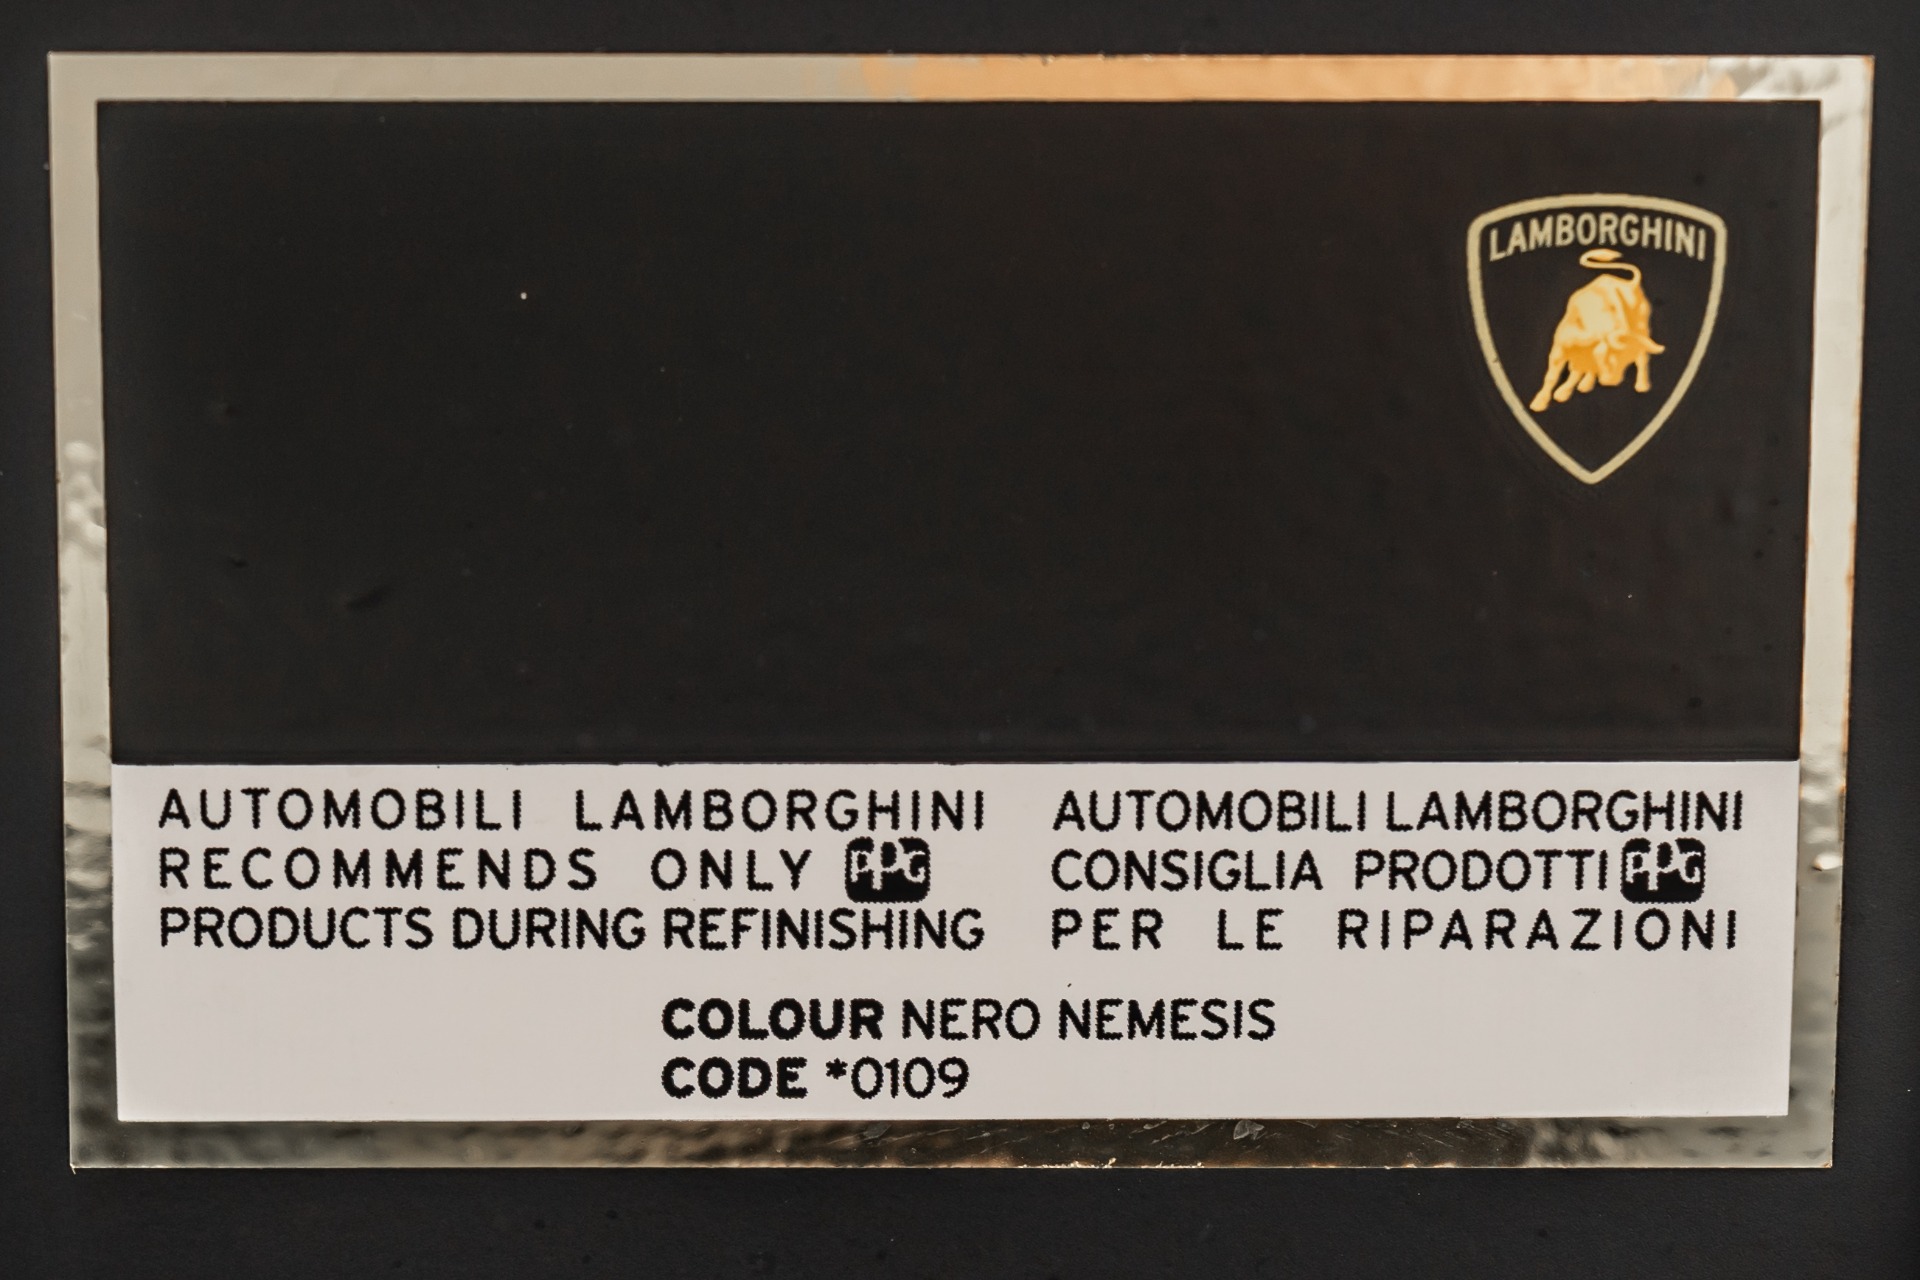 LAMBORGHINI
AUTOMOBILI LAMBORGHINI
RECOMMENDS ONLY PPG
PRODUCTS DURING REFINISHING
AUTOMOBILI LAMBORGHINI
CONSIGLIA PRODOTTI PPG
PER LE RIPARAZIONI
COLOUR NERO NEMESIS
CODE *0109